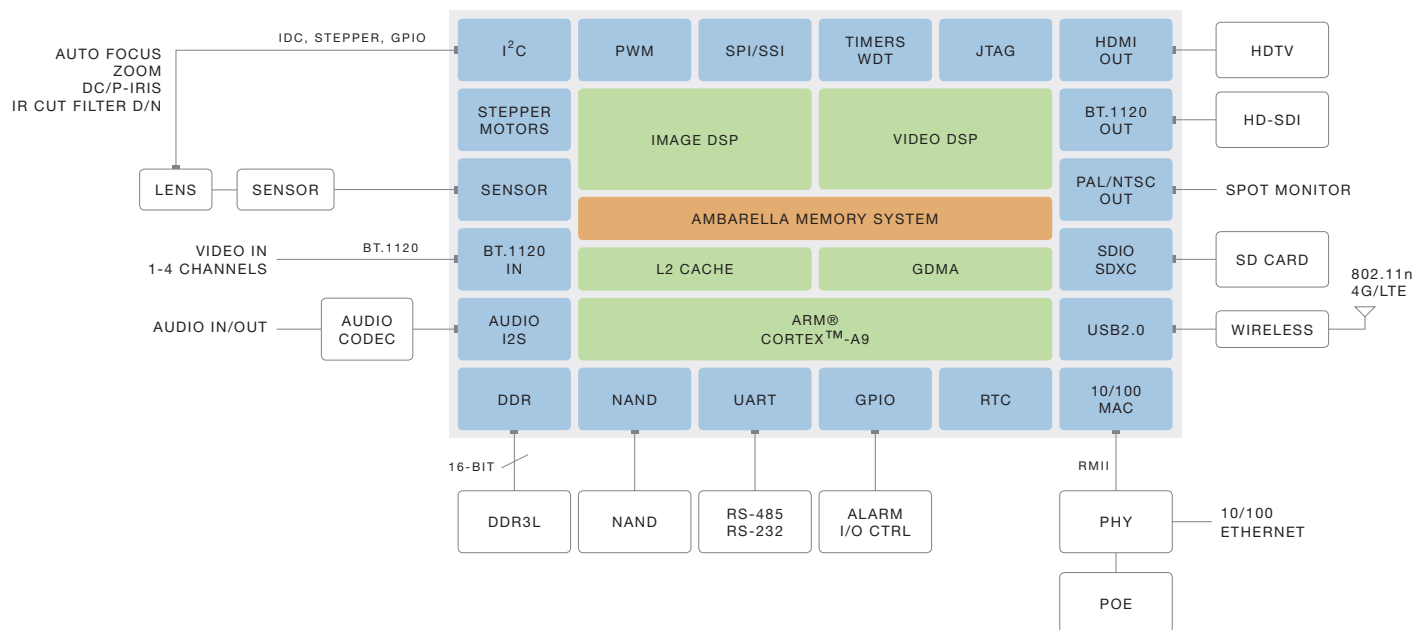 IDC, STEPPER, GPIO
AUTO FOCUS
ZOOM
DC/P-IRIS
IR CUT FILTER D/N
I²C
PWM
SPI/SSI
TIMERS
WDT
JTAG
HDMI
OUT
HDTV
STEPPER
MOTORS
IMAGE DSP
VIDEO DSP
BT.1120
OUT
HD-SDI
LENS
SENSOR
SENSOR
PAL/NTSC
OUT
SPOT MONITOR
AMBARELLA MEMORY SYSTEM
VIDEO IN
1-4 CHANNELS
BT.1120
BT.1120
IN
L2 CACHE
GDMA
SDIO
SDXC
SD CARD
802.11n
4G/LTE
AUDIO IN/OUT
AUDIO
CODEC
AUDIO
I2S
ARM®
CORTEX™-A9
USB2.0
WIRELESS
DDR
NAND
UART
GPIO
RTC
10/100
MAC
16-BIT
RMII
DDR3L
NAND
RS-485
RS-232
ALARM
I/O CTRL
PHY
10/100
ETHERNET
POE